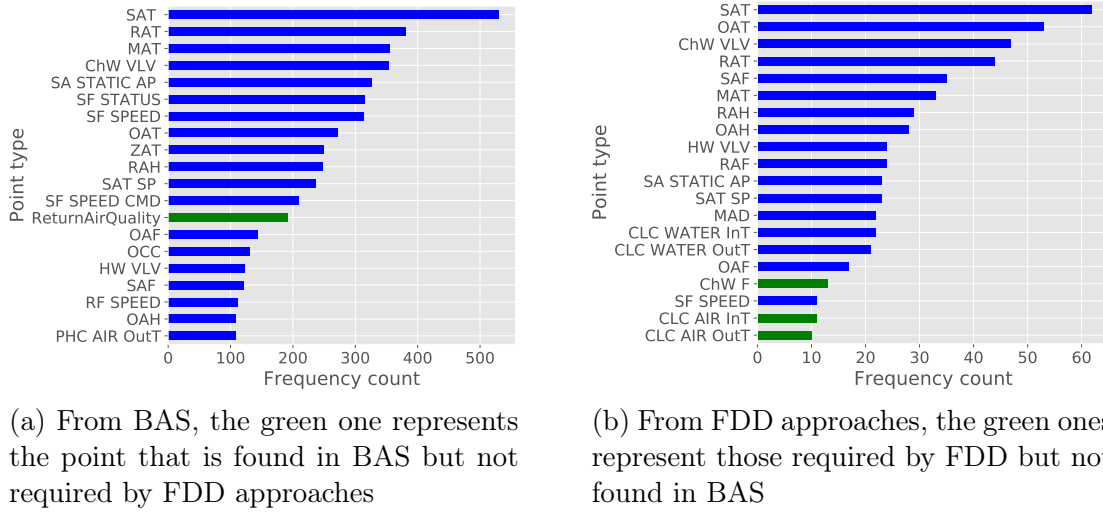 SAT
RAT
MAT
ChW VLV
SA STATIC AP
SF STATUS
SF SPEED
OAT
ZAT
RAH
SAT SP
SF SPEED CMD
ReturnAirQuality
OAF
OCC
HW VLV
SAF
RF SPEED
OAH
PHC AIR OutT
Point type
0 100 200 300 400 500
Frequency count
(a) From BAS, the green one represents
the point that is found in BAS but not
required by FDD approaches
SAT
OAT
ChW VLV
RAT
SAF
MAT
RAH
OAH
HW VLV
RAF
SA STATIC AP
SAT SP
MAD
CLC WATER InT
CLC WATER OutT
OAF
ChW F
SF SPEED
CLC AIR InT
CLC AIR OutT
Point type
0 10 20 30 40 50 60
Frequency count
(b) From FDD approaches, the green ones
represent those required by FDD but not
found in BAS